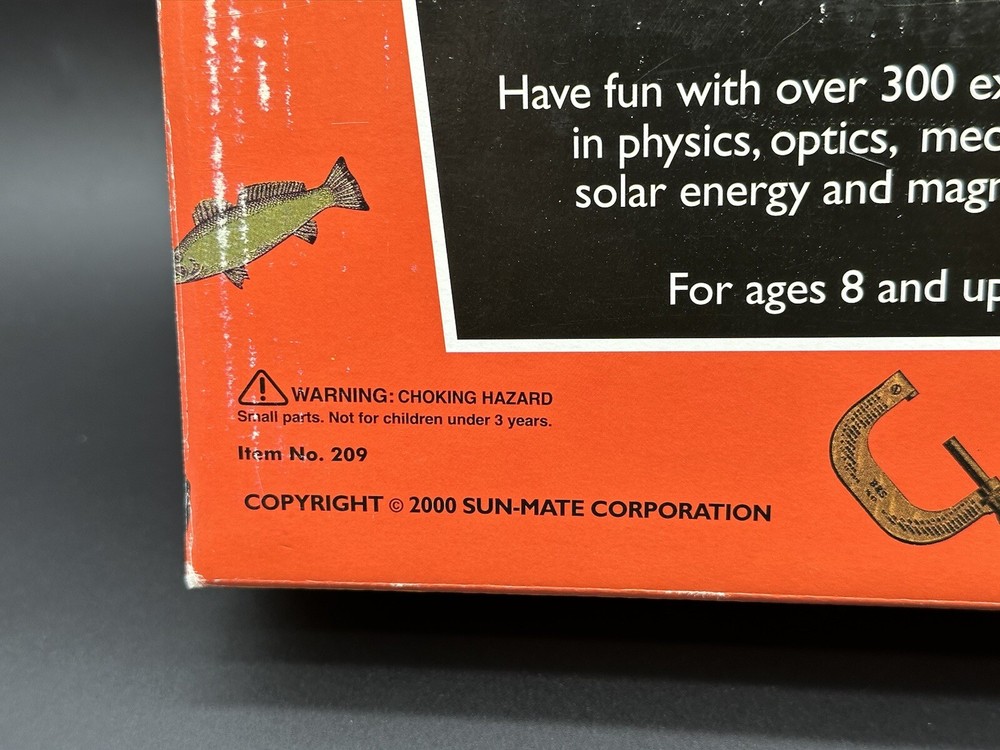 Have fun with over 300 ex
in physics, optics, mec
solar energy and magn
For ages 8 and up
WARNING: CHOKING HAZARD
Small parts. Not for children under 3 years.
Item No. 209
COPYRIGHT © 2000 SUN-MATE CORPORATION